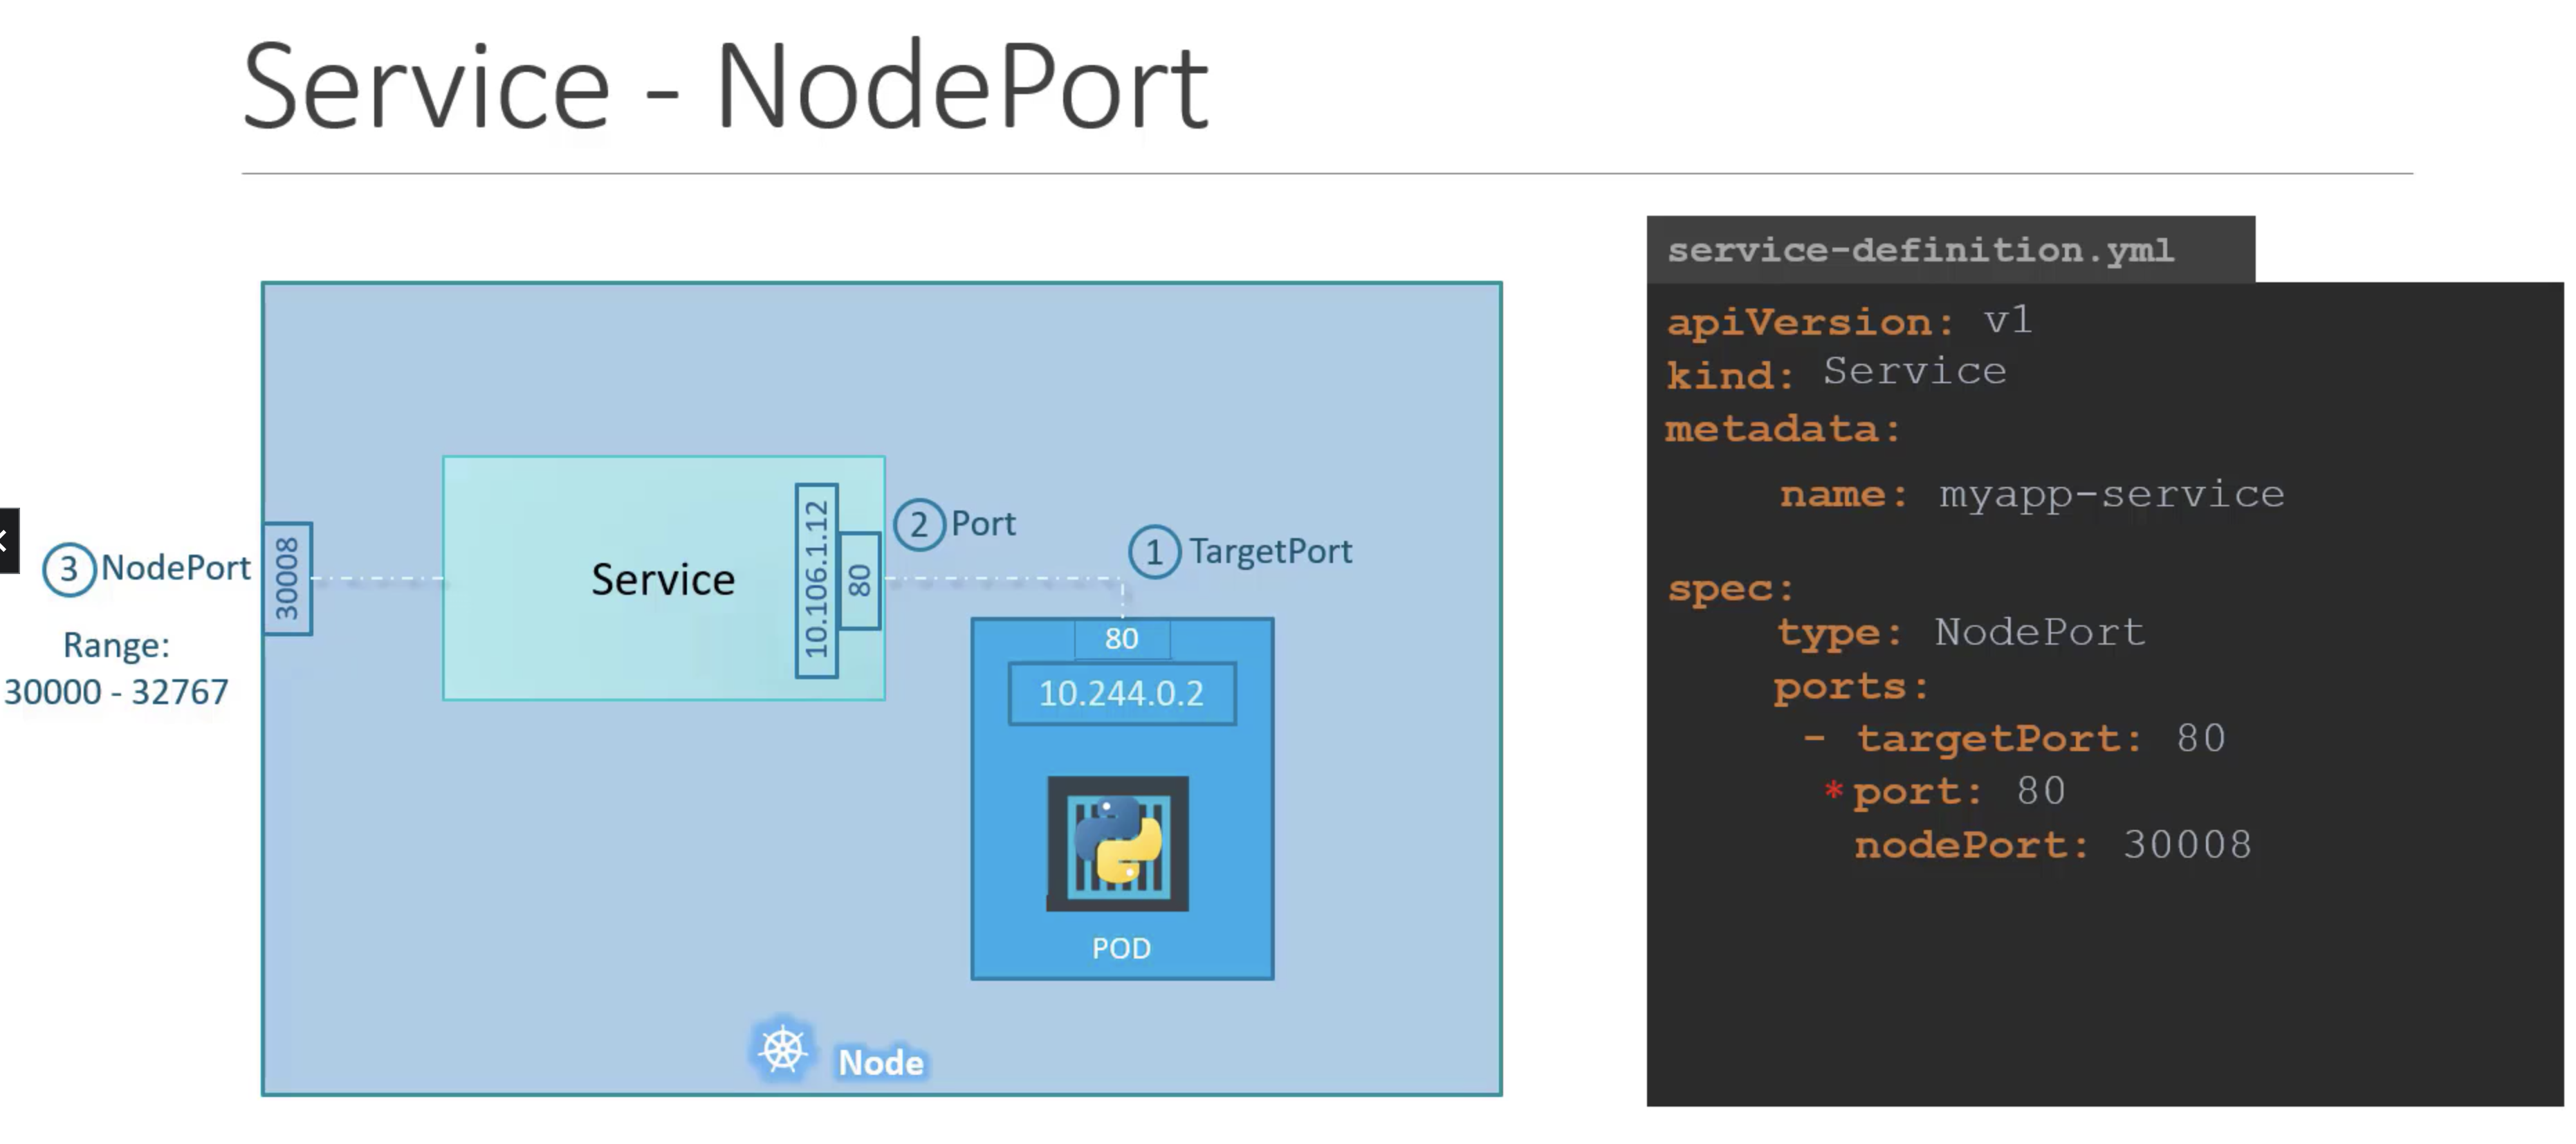 Service - NodePort
3 NodePort
Range:
30000 - 32767
30008
Service
10.106.1.12
80
2 Port
1 TargetPort
80
10.244.0.2
POD
Node
service-definition.yml
apiVersion: v1
kind: Service
metadata:
name: myapp-service
spec:
type: NodePort
ports:
- targetPort: 80
* port: 80
nodePort: 30008